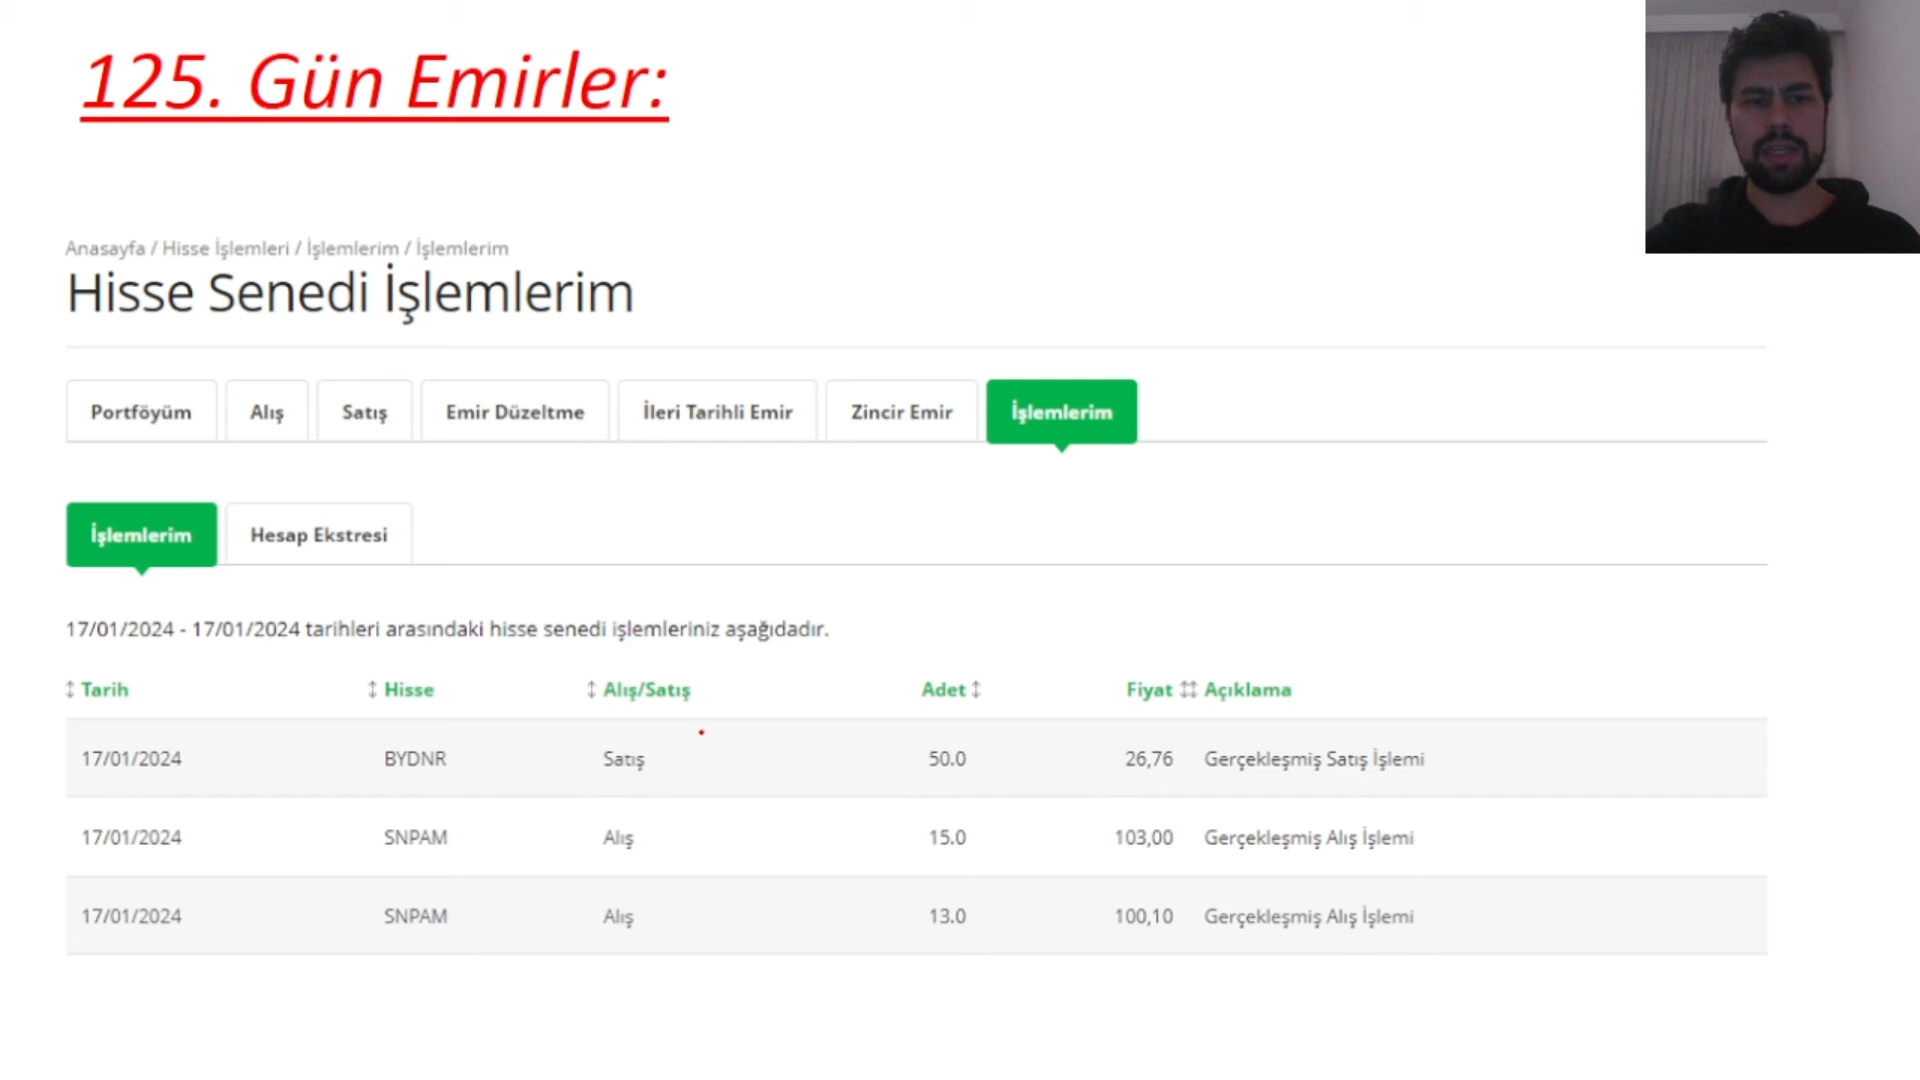 125. Gün Emirler:
Anasayfa / Hisse İşlemleri / İşlemlerim / İşlemlerim
Hisse Senedi İşlemlerim
Portföyüm Alış Satış Emir Düzeltme İleri Tarihli Emir Zincir Emir İşlemlerim
İşlemlerim Hesap Ekstresi
17/01/2024 - 17/01/2024 tarihleri arasındaki hisse senedi işlemleriniz aşağıdadır.
Tarih Hisse Alış/Satış Adet Fiyat Açıklama
17/01/2024 BYDNR Satış 50.0 26,76 Gerçekleşmiş Satış İşlemi
17/01/2024 SNPAM Alış 15.0 103,00 Gerçekleşmiş Alış İşlemi
17/01/2024 SNPAM Alış 13.0 100,10 Gerçekleşmiş Alış İşlemi